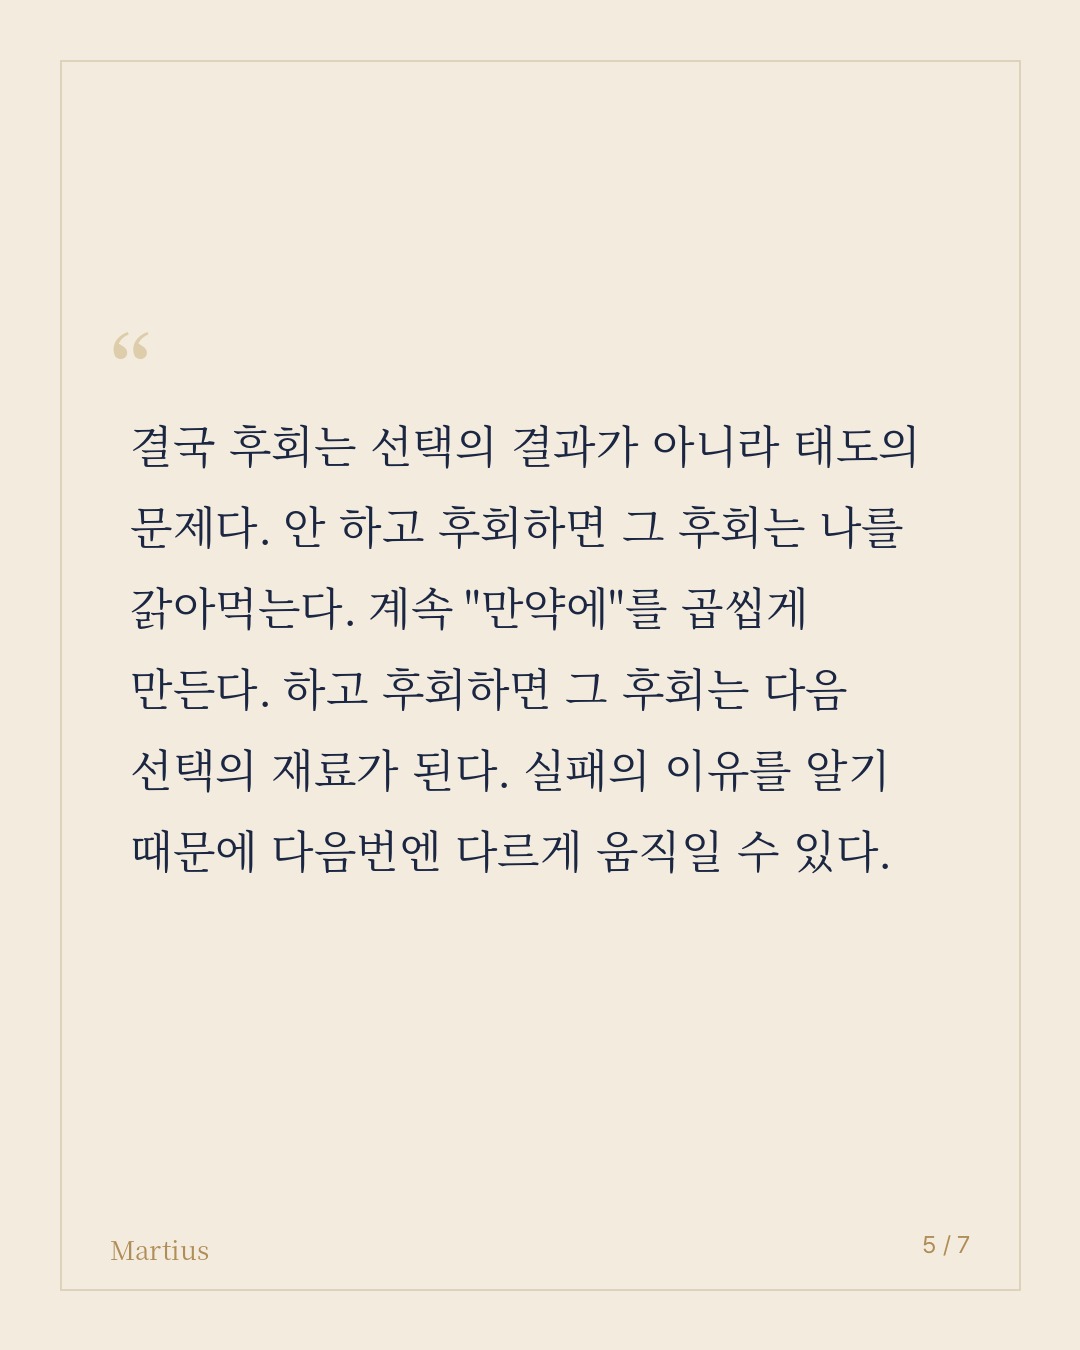 “
결국 후회는 선택의 결과가 아니라 태도의
문제다. 안 하고 후회하면 그 후회는 나를
갉아먹는다. 계속 "만약에"를 곱씹게
만든다. 하고 후회하면 그 후회는 다음
선택의 재료가 된다. 실패의 이유를 알기
때문에 다음번엔 다르게 움직일 수 있다.
Martius
5 / 7